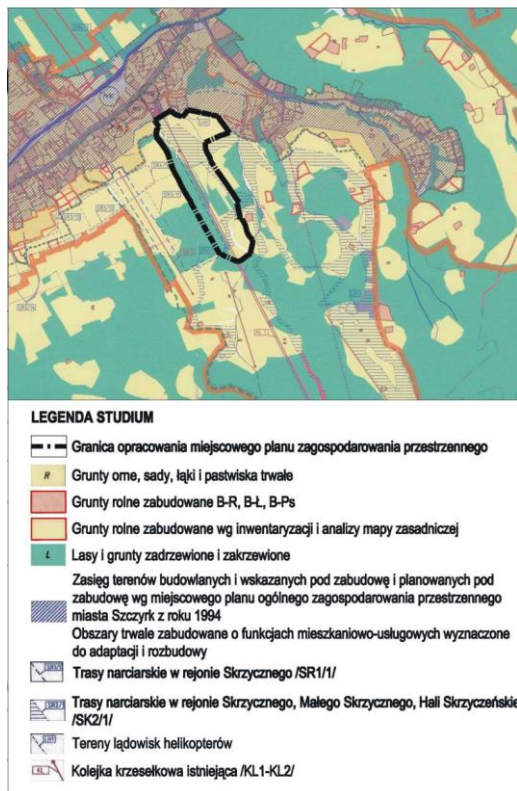 LEGENDA STUDIUM
Granica opracowania miejscowego planu zagospodarowania przestrzennego
R Grunty orne, sady, łąki i pastwiska trwałe
Grunty rolne zabudowane B-R, B-Ł, B-Ps
Grunty rolne zabudowane wg inwentaryzacji i analizy mapy zasadniczej
L Lasy i grunty zadrzewione i zakrzewione
Zasięg terenów budowlanych i wskazanych pod zabudowę i planowanych pod
zabudowę wg miejscowego planu ogólnego zagospodarowania przestrzennego
miasta Szczyrk z roku 1994
Obszary trwale zabudowane o funkcjach mieszkaniowo-usługowych wyznaczone
do adaptacji i rozbudowy
Trasy narciarskie w rejonie Skrzycznego /SR1/1/
Trasy narciarskie w rejonie Skrzycznego, Małego Skrzycznego, Hali Skrzyczeńskie
/SK2/1/
Tereny lądowisk helikopterów
KL Kolejka krzesełkowa istniejąca /KL1-KL2/